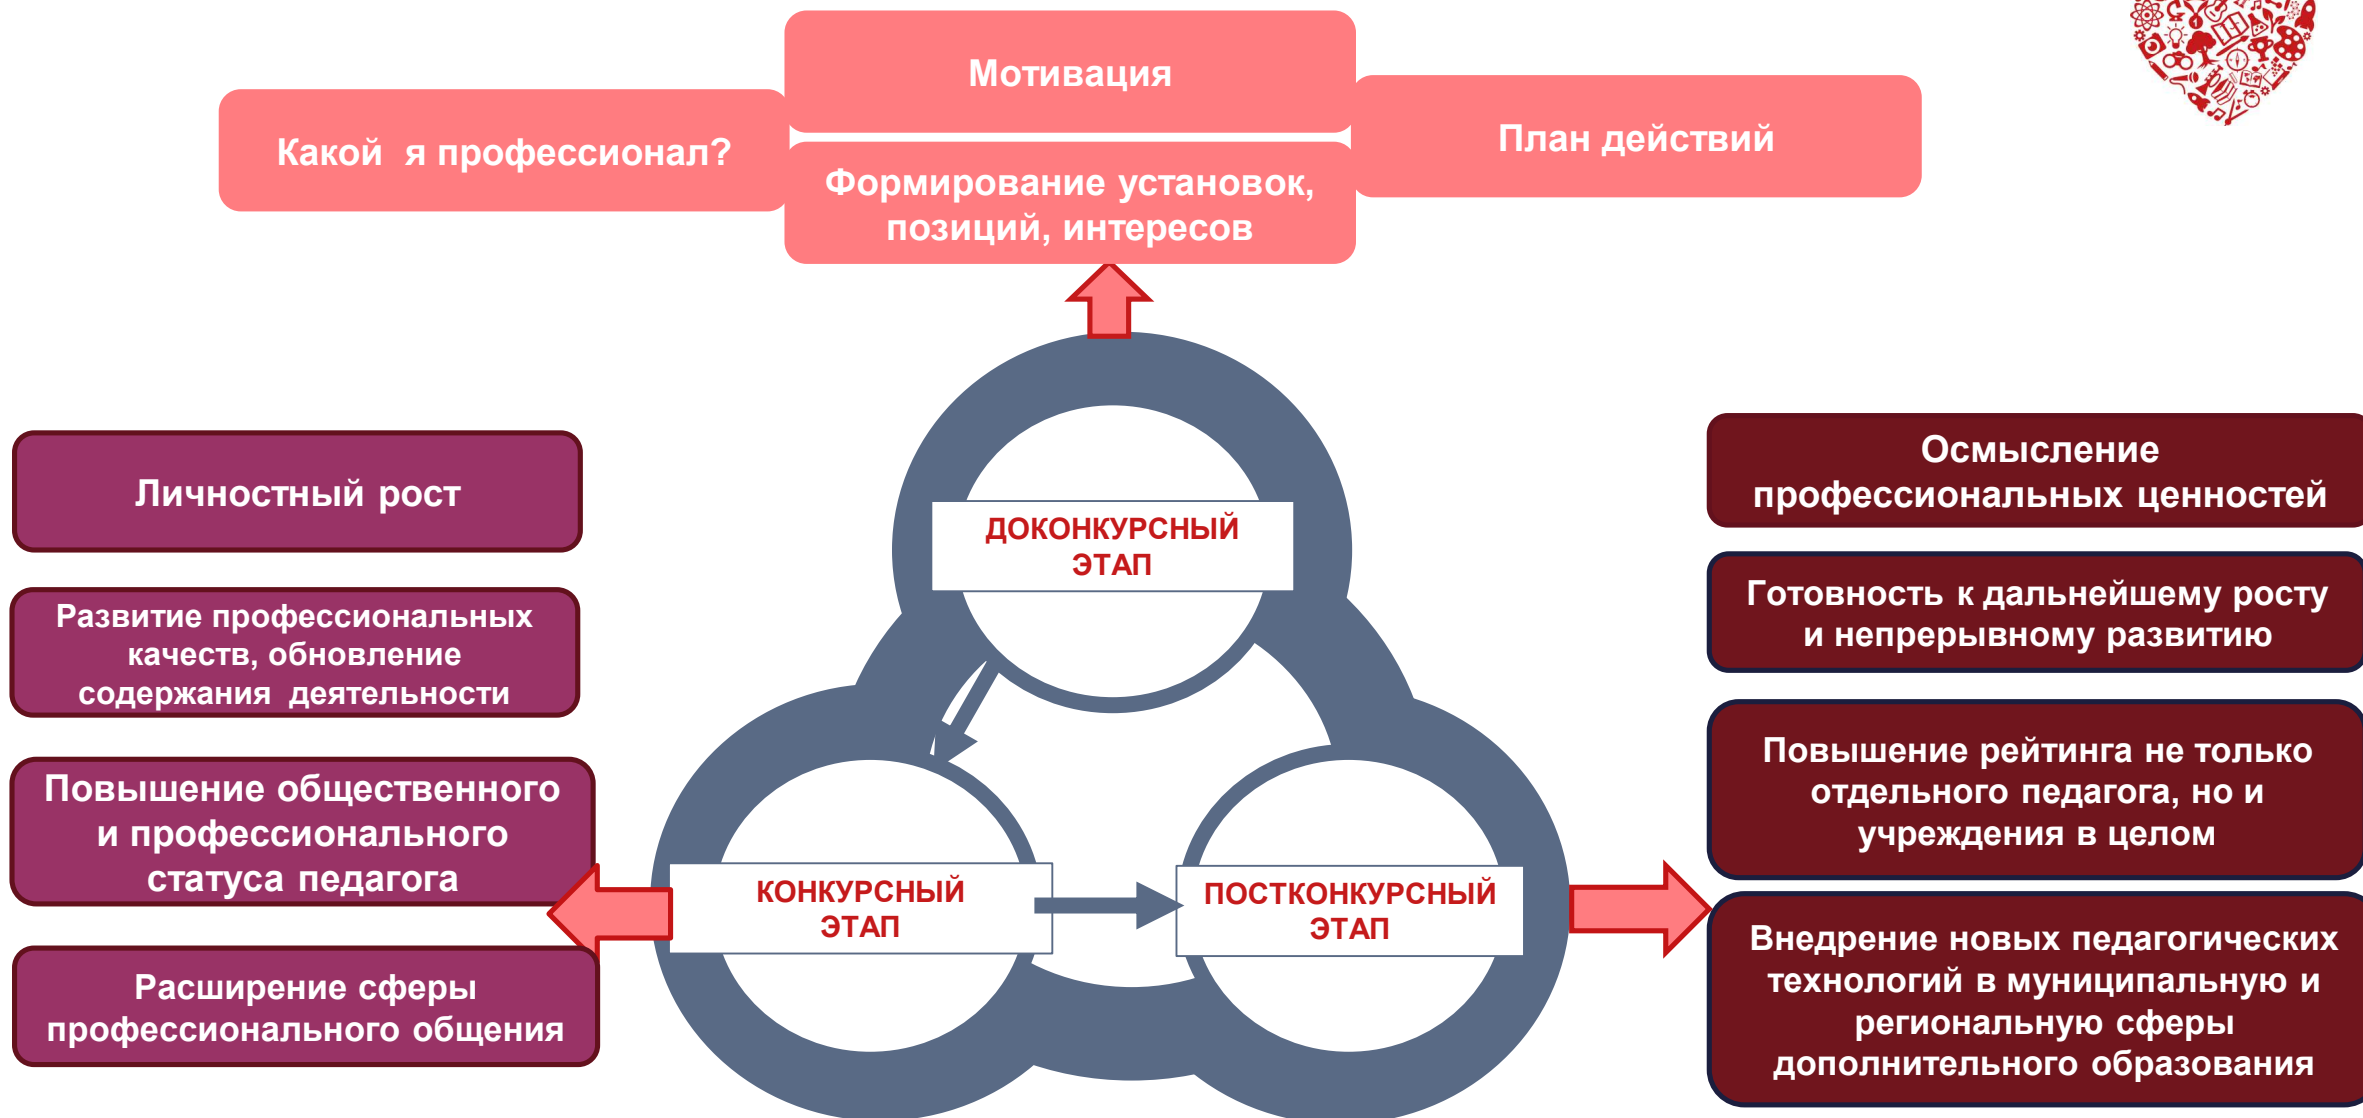 Мотивация
Какой я профессионал?
План действий
Формирование установок,
позиций, интересов
ДОКОНКУРСНЫЙ
ЭТАП
Личностный рост
Развитие профессиональных
качеств, обновление
содержания деятельности
Повышение общественного
и профессионального
статуса педагога
Расширение сферы
профессионального общения
КОНКУРСНЫЙ
ЭТАП
ПОСТКОНКУРСНЫЙ
ЭТАП
Осмысление
профессиональных ценностей
Готовность к дальнейшему росту
и непрерывному развитию
Повышение рейтинга не только
отдельного педагога, но и
учреждения в целом
Внедрение новых педагогических
технологий в муниципальную и
региональную сферы
дополнительного образования